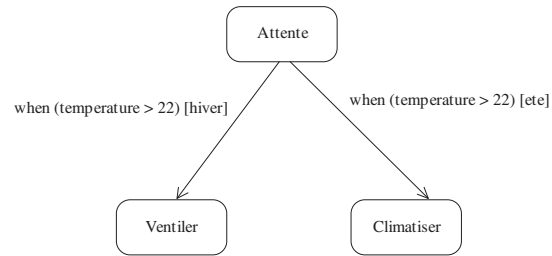 Attente
when (temperature > 22) [hiver]
when (temperature > 22) [ete]
Ventiler
Climatiser